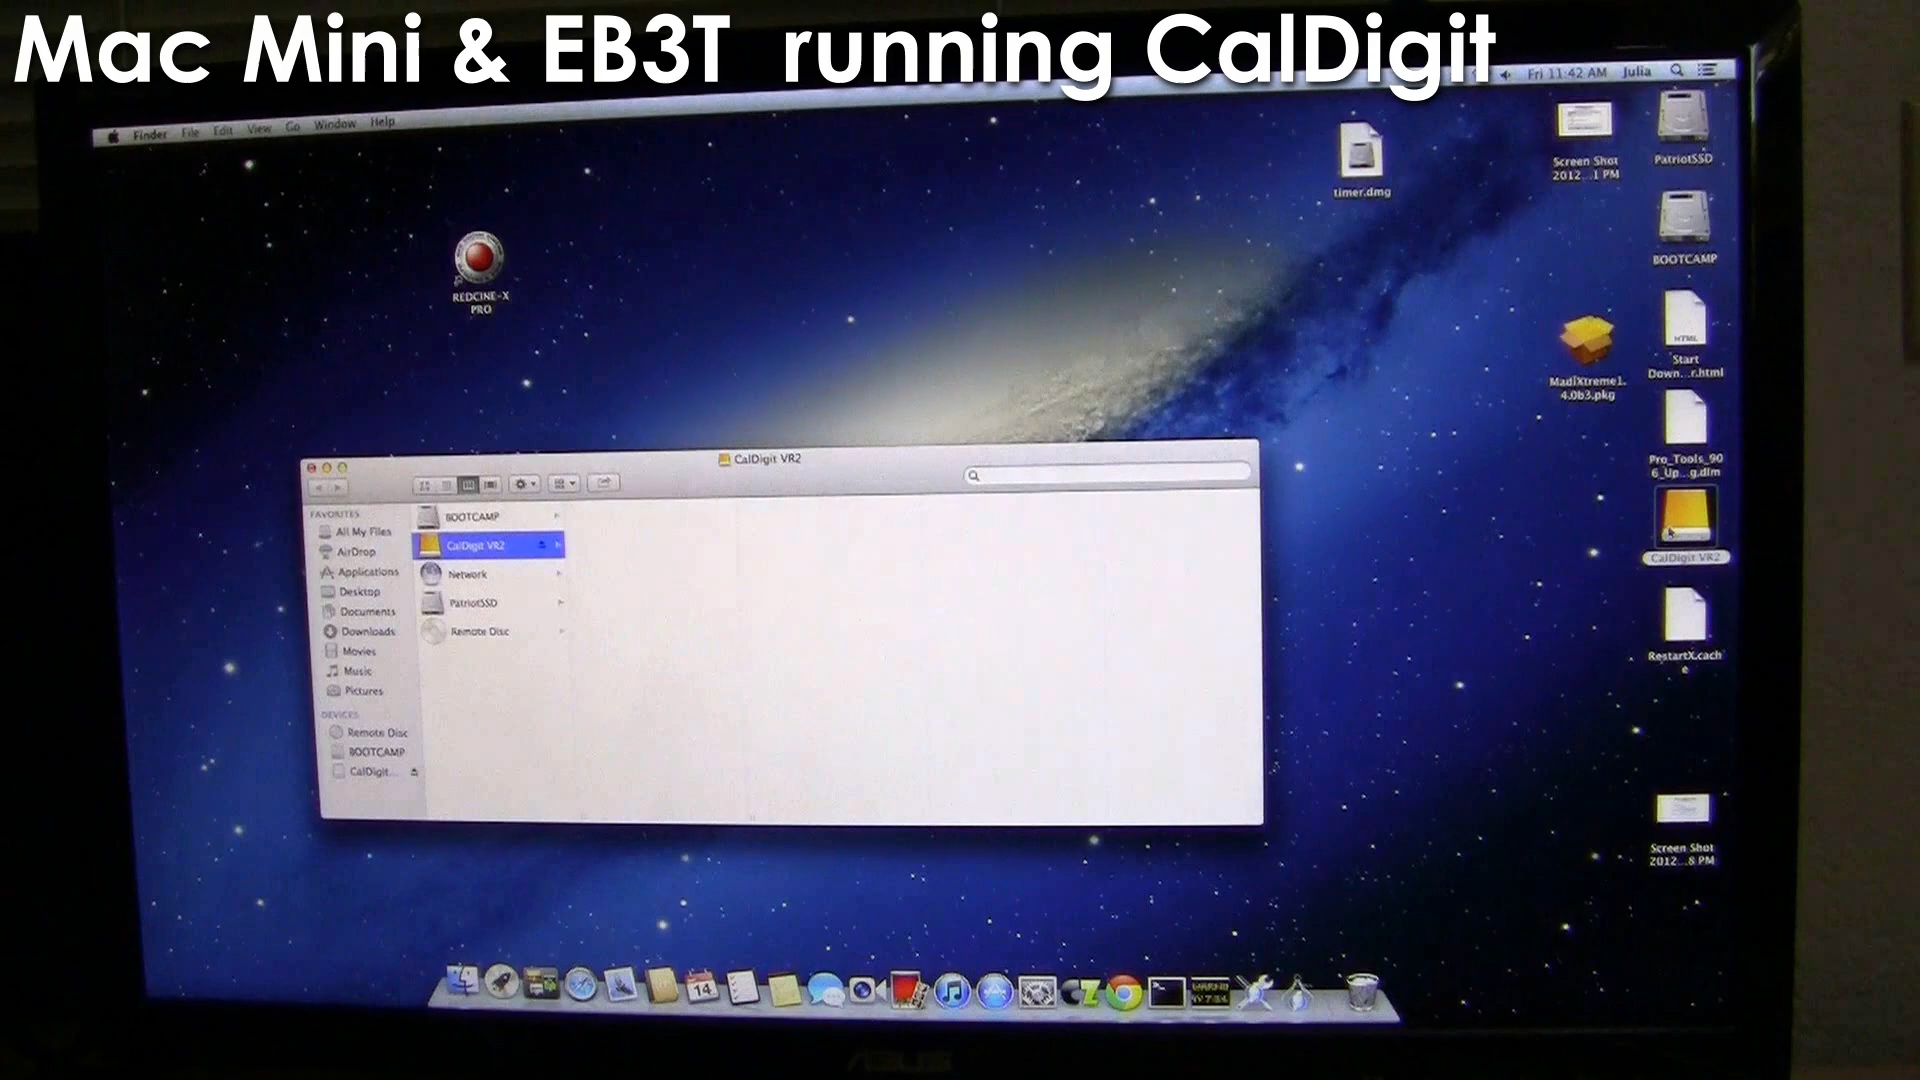 Mac Mini & EB3T running CalDigit
Finder File Edit View Go Window Help
Fri 11:42 AM Julia
timer.dmg
Screen Shot
2012...1 PM
PatriotSSD
BOOTCAMP
REDCINE-X
PRO
HTML
Start
Down...r.html
MadiXtreme1.
4.0b3.pkg
Pro_Tools_90
6_Up...g.dlm
CalDigit VR2
RestartX.cach
e
Screen Shot
2012...8 PM
CalDigit VR2
FAVORITES
All My Files
AirDrop
Applications
Desktop
Documents
Downloads
Movies
Music
Pictures
DEVICES
Remote Disc
BOOTCAMP
CalDigit...
BOOTCAMP
CalDigit VR2
Network
PatriotSSD
Remote Disc
14
ASUS